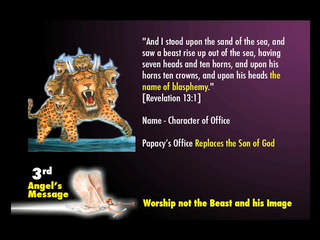 "And I stood upon the sand of the sea, and
saw a beast rise up out of the sea, having
seven heads and ten horns, and upon his
horns ten crowns, and upon his heads the
name of blasphemy."
[Revelation 13:1]
Name - Character of Office
Papacy's Office Replaces the Son of God
3rd
Angel's
Message
Worship not the Beast and his Image